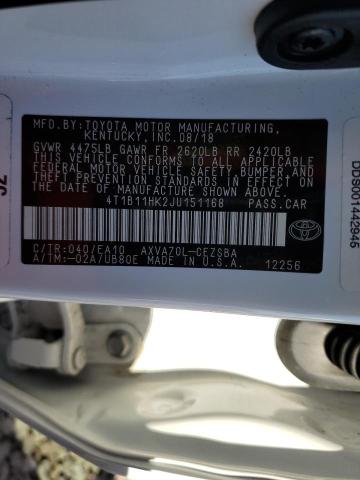 MFD.BY:TOYOTA MOTOR MANUFACTURING,
KENTUCKY, INC.08/18
GVWR 4475LB GAWR FR 2620LB RR 2420LB
THIS VEHICLE CONFORMS TO ALL APPLICABLE
FEDERAL MOTOR VEHICLE SAFETY,BUMPER,AND
THEFT PREVENTION STANDARDS IN EFFECT ON
THE DATE OF MANUFACTURE SHOWN ABOVE.
4T1B11HK2JU151168 PASS.CAR
C/TR:040/EA10 AXVA70L-CEZSBA
A/TM:-02A/UB80E MADE IN U.S.A. 12256
DDD01442945